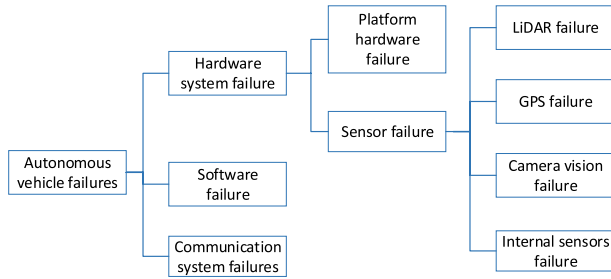 Autonomous
vehicle failures
Hardware
system failure
Software
failure
Communication
system failures
Platform
hardware
failure
Sensor failure
LiDAR failure
GPS failure
Camera vision
failure
Internal sensors
failure